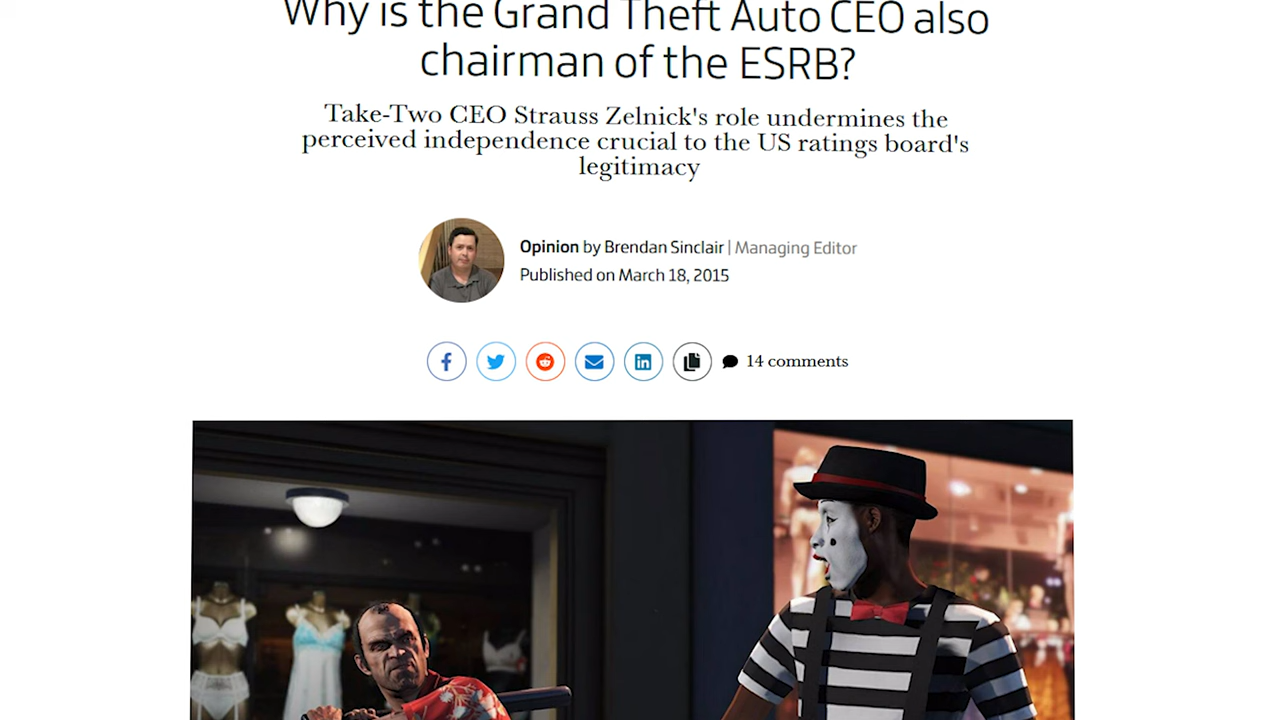 Why is the Grand Theft Auto CEO also
chairman of the ESRB?
Take-Two CEO Strauss Zelnick's role undermines the
perceived independence crucial to the US ratings board's
legitimacy
Opinion by Brendan Sinclair | Managing Editor
Published on March 18, 2015
14 comments